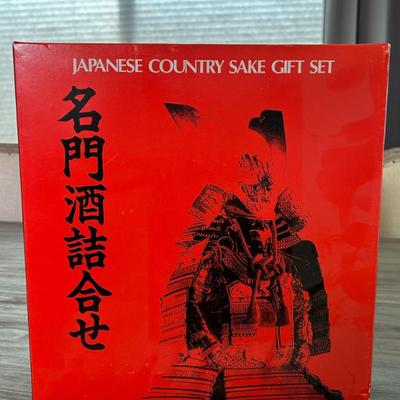 JAPANESE COUNTRY SAKE GIFT SET
名門酒詰合せ